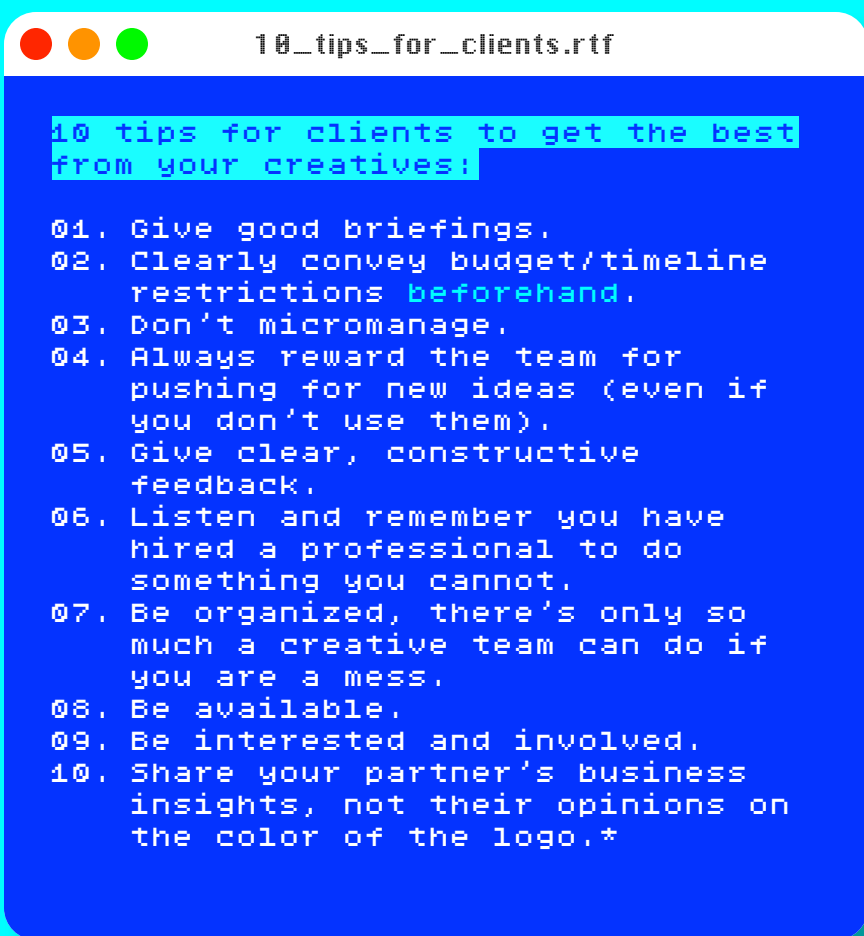 10_tips_for_clients.rtf
10 tips for clients to get the best
from your creatives:
01. Give good briefings.
02. Clearly convey budget/timeline
restrictions beforehand.
03. Don't micromanage.
04. Always reward the team for
pushing for new ideas (even if
you don't use them).
05. Give clear, constructive
feedback.
06. Listen and remember you have
hired a professional to do
something you cannot.
07. Be organized, there's only so
much a creative team can do if
you are a mess.
08. Be available.
09. Be interested and involved.
10. Share your partner's business
insights, not their opinions on
the color of the logo.*